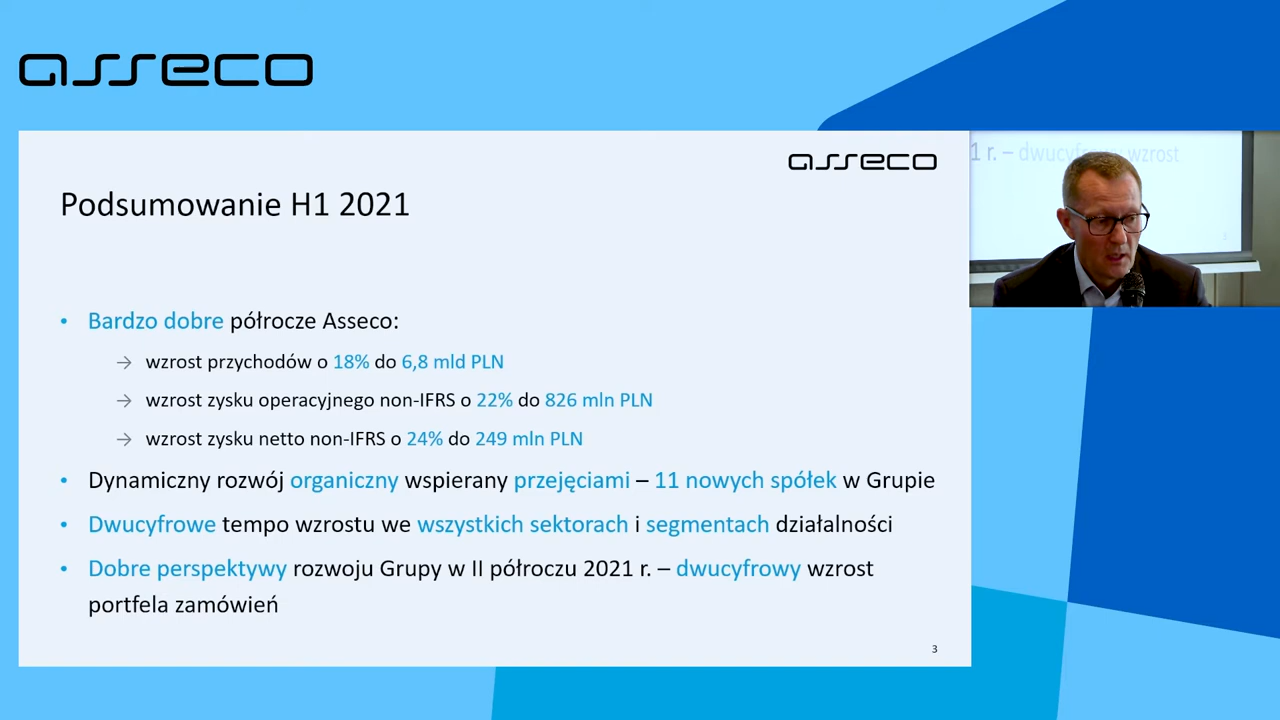 asseco
asseco
Podsumowanie H1 2021
• Bardzo dobre półrocze Asseco:
→ wzrost przychodów o 18% do 6,8 mld PLN
→ wzrost zysku operacyjnego non-IFRS o 22% do 826 mln PLN
→ wzrost zysku netto non-IFRS o 24% do 249 mln PLN
• Dynamiczny rozwój organiczny wspierany przejęciami – 11 nowych spółek w Grupie
• Dwucyfrowe tempo wzrostu we wszystkich sektorach i segmentach działalności
• Dobre perspektywy rozwoju Grupy w II półroczu 2021 r. – dwucyfrowy wzrost
portfela zamówień
3
1 r. – dwucyfrowy wzrost